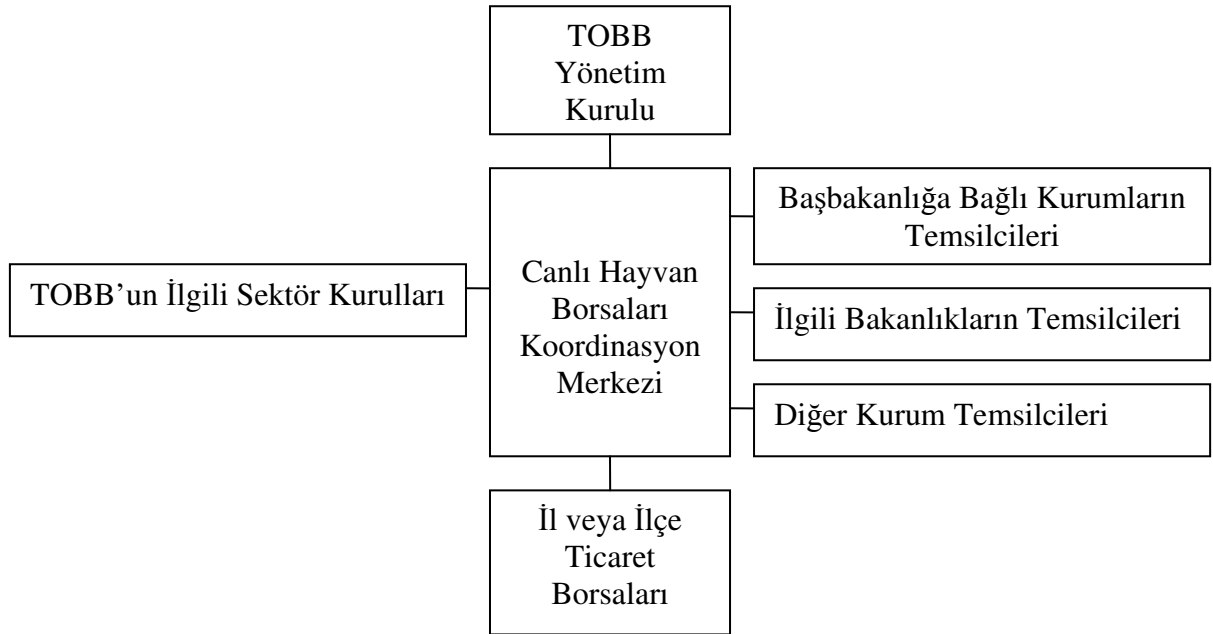 TOBB
Yönetim
Kurulu
Başbakanlığa Bağlı Kurumların
Temsilcileri
TOBB’un İlgili Sektör Kurulları
Canlı Hayvan
Borsaları
Koordinasyon
Merkezi
İlgili Bakanlıkların Temsilcileri
Diğer Kurum Temsilcileri
İl veya İlçe
Ticaret
Borsaları